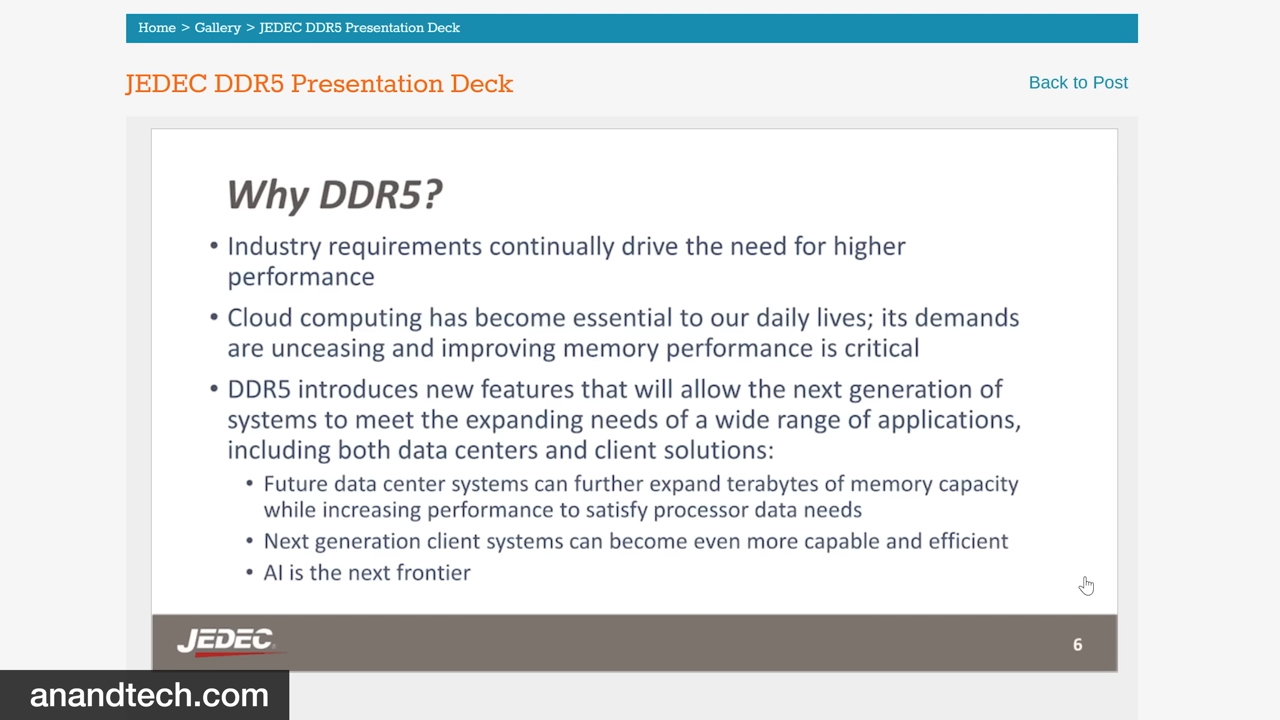 Home > Gallery > JEDEC DDR5 Presentation Deck
JEDEC DDR5 Presentation Deck
Back to Post
Why DDR5?
• Industry requirements continually drive the need for higher
performance
• Cloud computing has become essential to our daily lives; its demands
are unceasing and improving memory performance is critical
• DDR5 introduces new features that will allow the next generation of
systems to meet the expanding needs of a wide range of applications,
including both data centers and client solutions:
• Future data center systems can further expand terabytes of memory capacity
while increasing performance to satisfy processor data needs
• Next generation client systems can become even more capable and efficient
• AI is the next frontier
JEDEC
6
anandtech.com